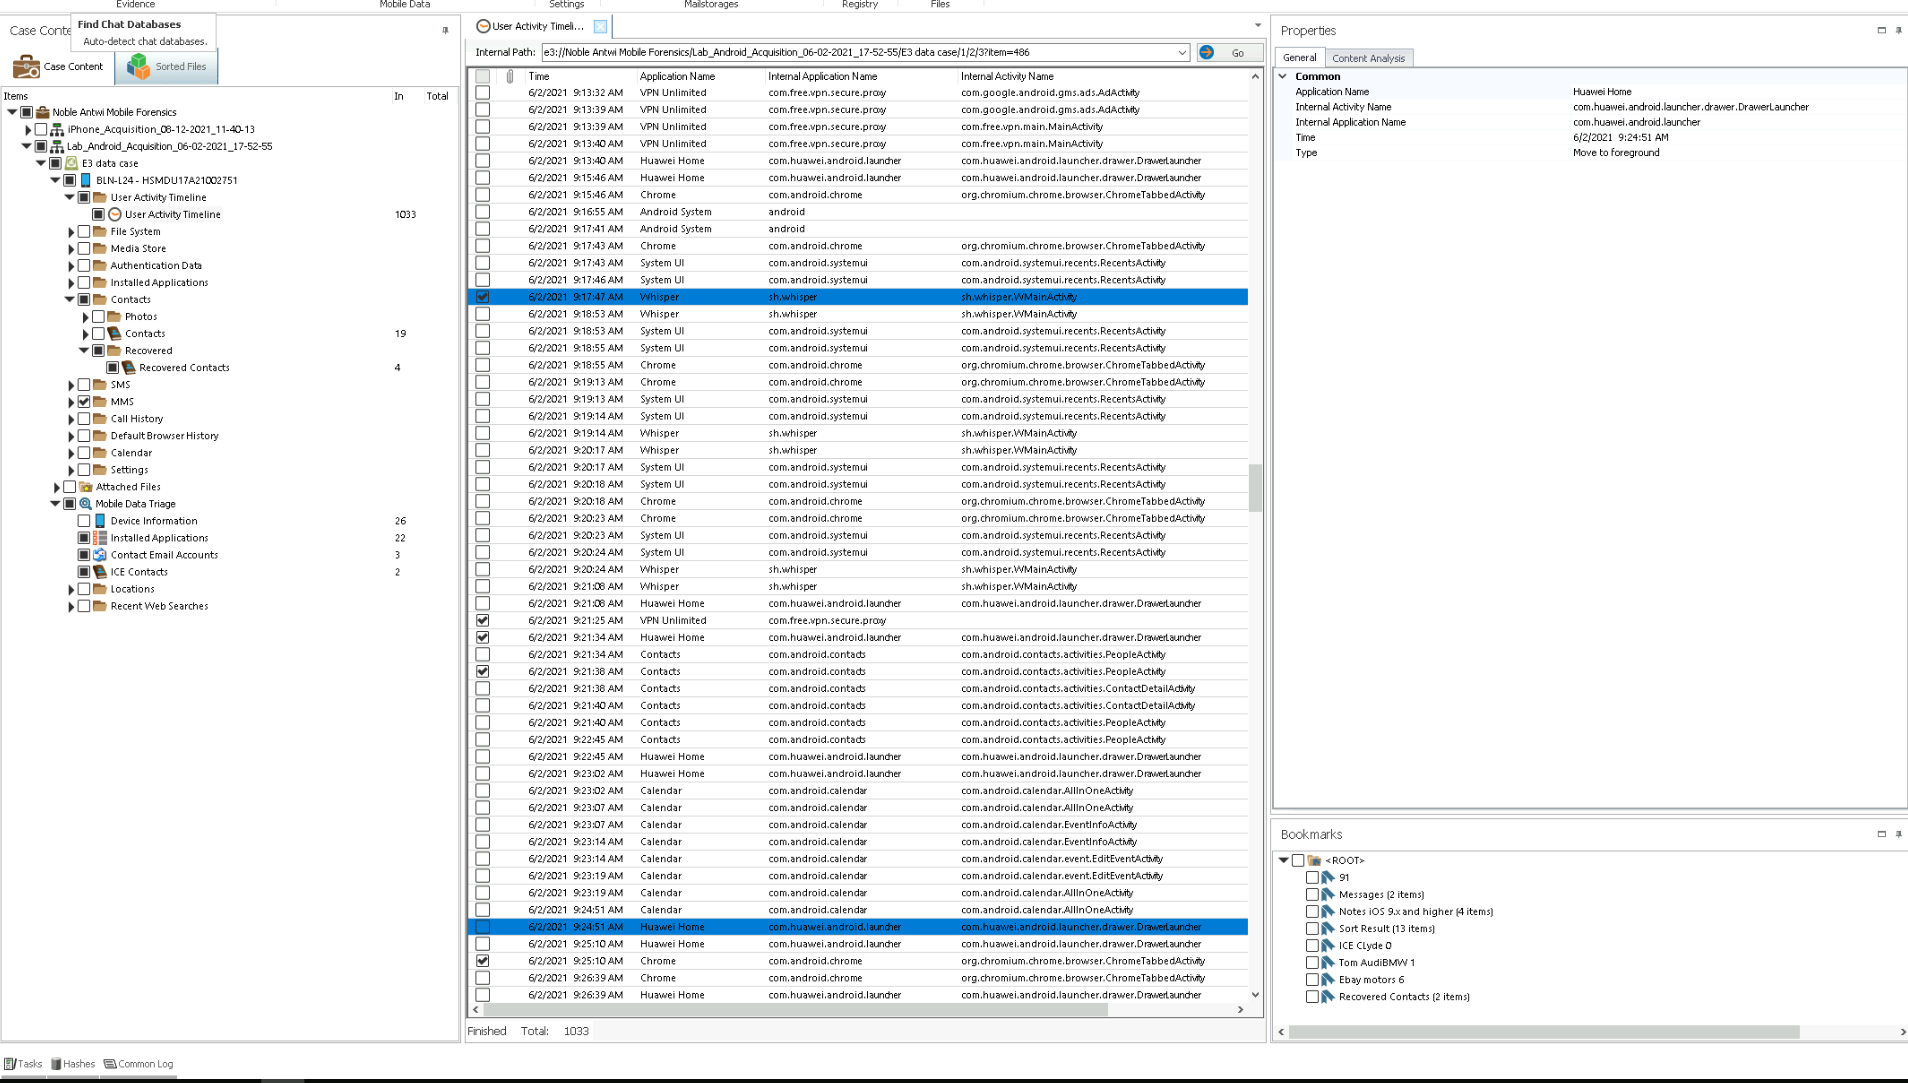 Evidence
Mobile Data
Settings
Mailstorages
Registry
Files
Find Chat Databases
Auto-detect chat databases.
Case Conte
Case Content
Sorted Files
Items In Total
Noble Antwi Mobile Forensics
iPhone_Acquisition_08-12-2021_11-40-13
Lab_Android_Acquisition_06-02-2021_17-52-55
E3 data case
BLN-L24 - HSMDU17A21002751
User Activity Timeline
User Activity Timeline 1033
File System
Media Store
Authentication Data
Installed Applications
Contacts
Photos
Contacts 19
Recovered
Recovered Contacts 4
SMS
MMS
Call History
Default Browser History
Calendar
Settings
Attached Files
Mobile Data Triage
Device Information 26
Installed Applications 22
Contact Email Accounts 3
ICE Contacts 2
Locations
Recent Web Searches
User Activity Timeli...
Internal Path: e3://Noble Antwi Mobile Forensics/Lab_Android_Acquisition_06-02-2021_17-52-55/E3 data case/1/2/3?item=486 Go
Time Application Name Internal Application Name Internal Activity Name
6/2/2021 9:13:32 AM VPN Unlimited com.free.vpn.secure.proxy com.google.android.gms.ads.AdActivity
6/2/2021 9:13:39 AM VPN Unlimited com.free.vpn.secure.proxy com.google.android.gms.ads.AdActivity
6/2/2021 9:13:39 AM VPN Unlimited com.free.vpn.secure.proxy com.free.vpn.main.MainActivity
6/2/2021 9:13:40 AM VPN Unlimited com.free.vpn.secure.proxy com.free.vpn.main.MainActivity
6/2/2021 9:13:40 AM Huawei Home com.huawei.android.launcher com.huawei.android.launcher.drawer.DrawerLauncher
6/2/2021 9:15:46 AM Huawei Home com.huawei.android.launcher com.huawei.android.launcher.drawer.DrawerLauncher
6/2/2021 9:15:46 AM Chrome com.android.chrome org.chromium.chrome.browser.ChromeTabbedActivity
6/2/2021 9:16:55 AM Android System android
6/2/2021 9:17:41 AM Android System android
6/2/2021 9:17:43 AM Chrome com.android.chrome org.chromium.chrome.browser.ChromeTabbedActivity
6/2/2021 9:17:43 AM System UI com.android.systemui com.android.systemui.recents.RecentsActivity
6/2/2021 9:17:46 AM System UI com.android.systemui com.android.systemui.recents.RecentsActivity
6/2/2021 9:17:47 AM Whisper sh.whisper sh.whisper.WMainActivity
6/2/2021 9:18:53 AM Whisper sh.whisper sh.whisper.WMainActivity
6/2/2021 9:18:53 AM System UI com.android.systemui com.android.systemui.recents.RecentsActivity
6/2/2021 9:18:55 AM System UI com.android.systemui com.android.systemui.recents.RecentsActivity
6/2/2021 9:18:55 AM Chrome com.android.chrome org.chromium.chrome.browser.ChromeTabbedActivity
6/2/2021 9:19:13 AM Chrome com.android.chrome org.chromium.chrome.browser.ChromeTabbedActivity
6/2/2021 9:19:13 AM System UI com.android.systemui com.android.systemui.recents.RecentsActivity
6/2/2021 9:19:14 AM System UI com.android.systemui com.android.systemui.recents.RecentsActivity
6/2/2021 9:19:14 AM Whisper sh.whisper sh.whisper.WMainActivity
6/2/2021 9:20:17 AM Whisper sh.whisper sh.whisper.WMainActivity
6/2/2021 9:20:17 AM System UI com.android.systemui com.android.systemui.recents.RecentsActivity
6/2/2021 9:20:18 AM System UI com.android.systemui com.android.systemui.recents.RecentsActivity
6/2/2021 9:20:18 AM Chrome com.android.chrome org.chromium.chrome.browser.ChromeTabbedActivity
6/2/2021 9:20:23 AM Chrome com.android.chrome org.chromium.chrome.browser.ChromeTabbedActivity
6/2/2021 9:20:23 AM System UI com.android.systemui com.android.systemui.recents.RecentsActivity
6/2/2021 9:20:24 AM System UI com.android.systemui com.android.systemui.recents.RecentsActivity
6/2/2021 9:20:24 AM Whisper sh.whisper sh.whisper.WMainActivity
6/2/2021 9:21:08 AM Whisper sh.whisper sh.whisper.WMainActivity
6/2/2021 9:21:08 AM Huawei Home com.huawei.android.launcher com.huawei.android.launcher.drawer.DrawerLauncher
6/2/2021 9:21:25 AM VPN Unlimited com.free.vpn.secure.proxy
6/2/2021 9:21:34 AM Huawei Home com.huawei.android.launcher com.huawei.android.launcher.drawer.DrawerLauncher
6/2/2021 9:21:34 AM Contacts com.android.contacts com.android.contacts.activities.PeopleActivity
6/2/2021 9:21:38 AM Contacts com.android.contacts com.android.contacts.activities.PeopleActivity
6/2/2021 9:21:38 AM Contacts com.android.contacts com.android.contacts.activities.ContactDetailActivity
6/2/2021 9:21:40 AM Contacts com.android.contacts com.android.contacts.activities.ContactDetailActivity
6/2/2021 9:21:40 AM Contacts com.android.contacts com.android.contacts.activities.PeopleActivity
6/2/2021 9:22:45 AM Contacts com.android.contacts com.android.contacts.activities.PeopleActivity
6/2/2021 9:22:45 AM Huawei Home com.huawei.android.launcher com.huawei.android.launcher.drawer.DrawerLauncher
6/2/2021 9:23:02 AM Huawei Home com.huawei.android.launcher com.huawei.android.launcher.drawer.DrawerLauncher
6/2/2021 9:23:02 AM Calendar com.android.calendar com.android.calendar.AllInOneActivity
6/2/2021 9:23:07 AM Calendar com.android.calendar com.android.calendar.AllInOneActivity
6/2/2021 9:23:07 AM Calendar com.android.calendar com.android.calendar.EventInfoActivity
6/2/2021 9:23:14 AM Calendar com.android.calendar com.android.calendar.EventInfoActivity
6/2/2021 9:23:14 AM Calendar com.android.calendar com.android.calendar.event.EditEventActivity
6/2/2021 9:23:19 AM Calendar com.android.calendar com.android.calendar.event.EditEventActivity
6/2/2021 9:23:19 AM Calendar com.android.calendar com.android.calendar.AllInOneActivity
6/2/2021 9:24:51 AM Calendar com.android.calendar com.android.calendar.AllInOneActivity
6/2/2021 9:24:51 AM Huawei Home com.huawei.android.launcher com.huawei.android.launcher.drawer.DrawerLauncher
6/2/2021 9:25:10 AM Huawei Home com.huawei.android.launcher com.huawei.android.launcher.drawer.DrawerLauncher
6/2/2021 9:25:10 AM Chrome com.android.chrome org.chromium.chrome.browser.ChromeTabbedActivity
6/2/2021 9:26:39 AM Chrome com.android.chrome org.chromium.chrome.browser.ChromeTabbedActivity
6/2/2021 9:26:39 AM Huawei Home com.huawei.android.launcher com.huawei.android.launcher.drawer.DrawerLauncher
Finished Total: 1033
Properties
General
Content Analysis
Common
Application Name Huawei Home
Internal Activity Name com.huawei.android.launcher.drawer.DrawerLauncher
Internal Application Name com.huawei.android.launcher
Time 6/2/2021 9:24:51 AM
Type Move to foreground
Bookmarks
<ROOT>
91
Messages (2 items)
Notes iOS 9.x and higher (4 items)
Sort Result (13 items)
ICE CLyde 0
Tom AudiBMW 1
Ebay motors 6
Recovered Contacts (2 items)
Tasks
Hashes
Common Log